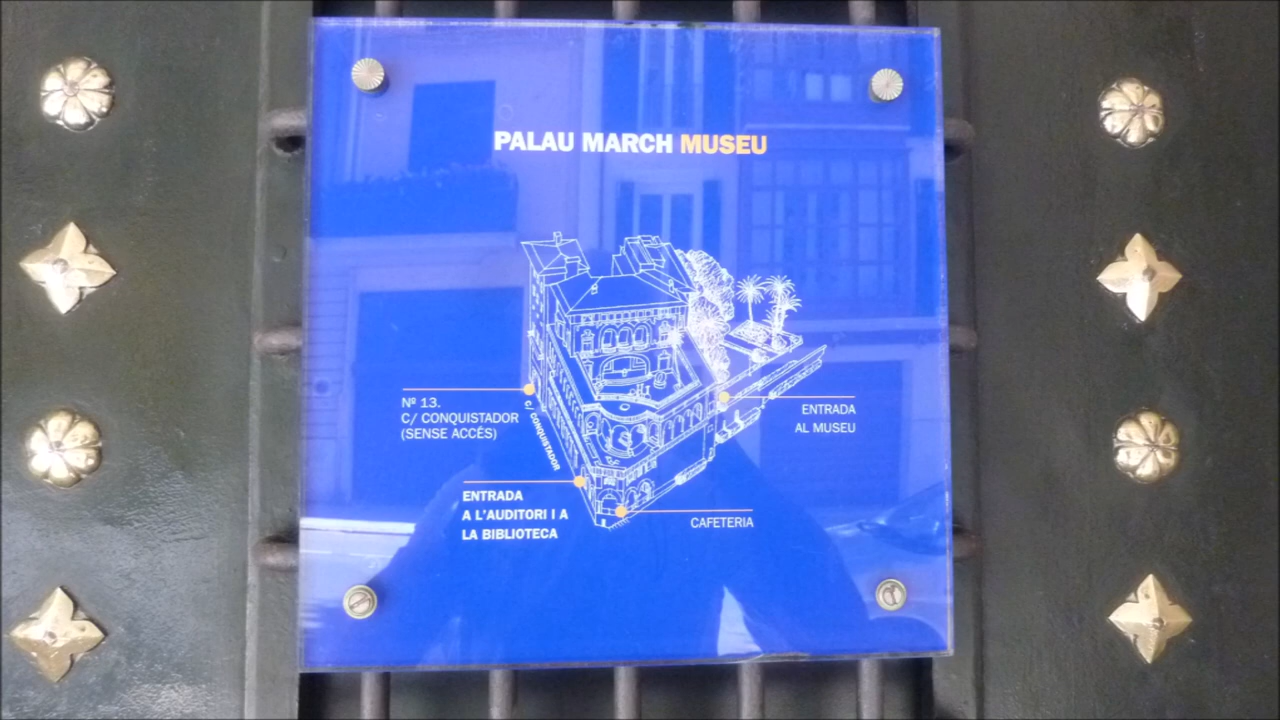 PALAU MARCH MUSEU
Nº 13.
C/ CONQUISTADOR
(SENSE ACCÉS)
C/ CONQUISTADOR
ENTRADA
AL MUSEU
ENTRADA
A L'AUDITORI I A
LA BIBLIOTECA
CAFETERIA